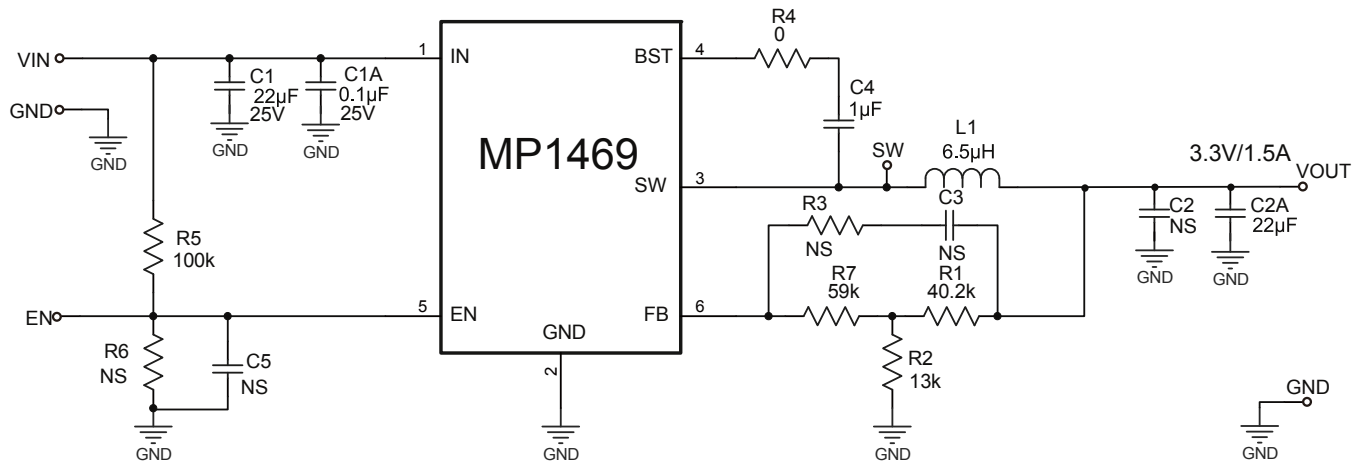 VIN
GND
GND
C1
22µF
25V
GND
C1A
0.1µF
25V
GND
R5
100k
EN
R6
NS
C5
NS
GND
1
IN
5
EN
MP1469
BST
4
SW
3
FB
6
GND
2
GND
R4
0
C4
1µF
SW
L1
6.5µH
3.3V/1.5A
VOUT
R3
NS
C3
NS
R7
59k
R1
40.2k
R2
13k
GND
C2
NS
GND
C2A
22µF
GND
GND
GND